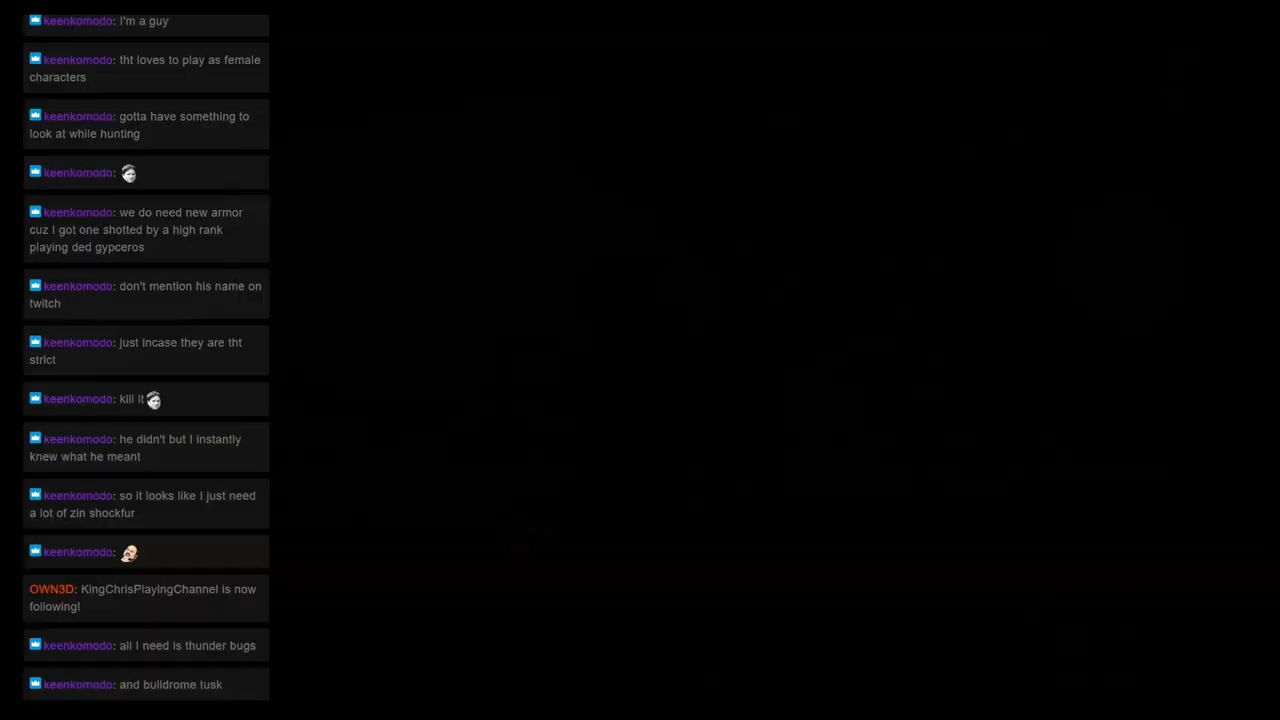 keenkomodo: I'm a guy
keenkomodo: tht loves to play as female
characters
keenkomodo: gotta have something to
look at while hunting
keenkomodo:
keenkomodo: we do need new armor
cuz I got one shotted by a high rank
playing ded gypceros
keenkomodo: don't mention his name on
twitch
keenkomodo: just incase they are tht
strict
keenkomodo: kill it
keenkomodo: he didn't but I instantly
knew what he meant
keenkomodo: so it looks like I just need
a lot of zin shockfur
keenkomodo:
OWN3D: KingChrisPlayingChannel is now
following!
keenkomodo: all I need is thunder bugs
keenkomodo: and bulldrome tusk